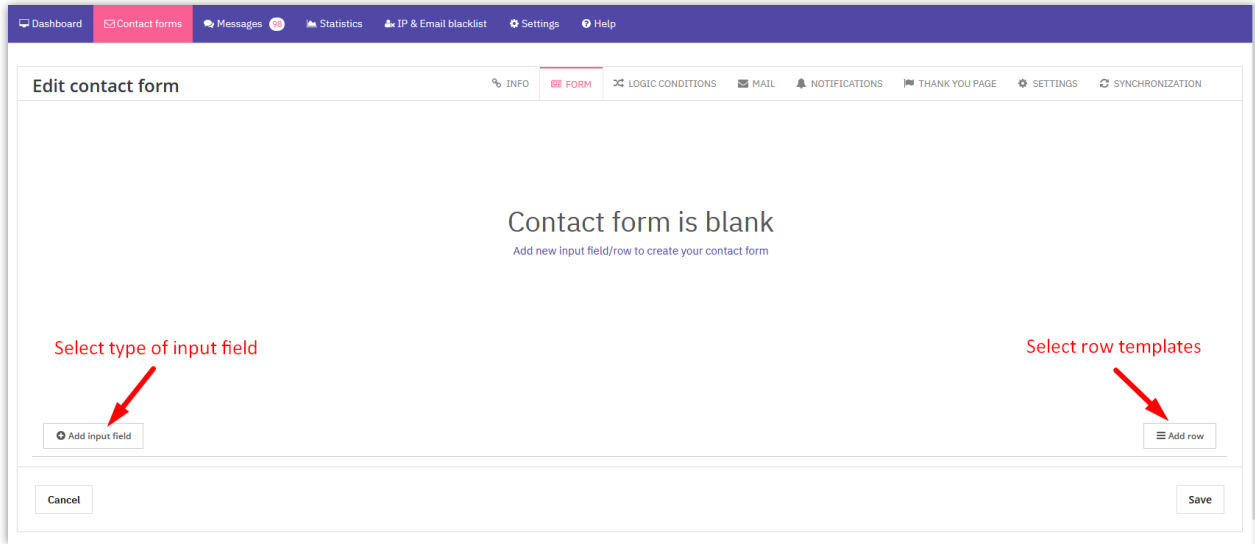 Dashboard Contact forms Messages 98 Statistics IP & Email blacklist Settings Help
Edit contact form INFO FORM LOGIC CONDITIONS MAIL NOTIFICATIONS THANK YOU PAGE SETTINGS SYNCHRONIZATION
Contact form is blank
Add new input field/row to create your contact form
Select type of input field Select row templates
Add input field Add row
Cancel Save